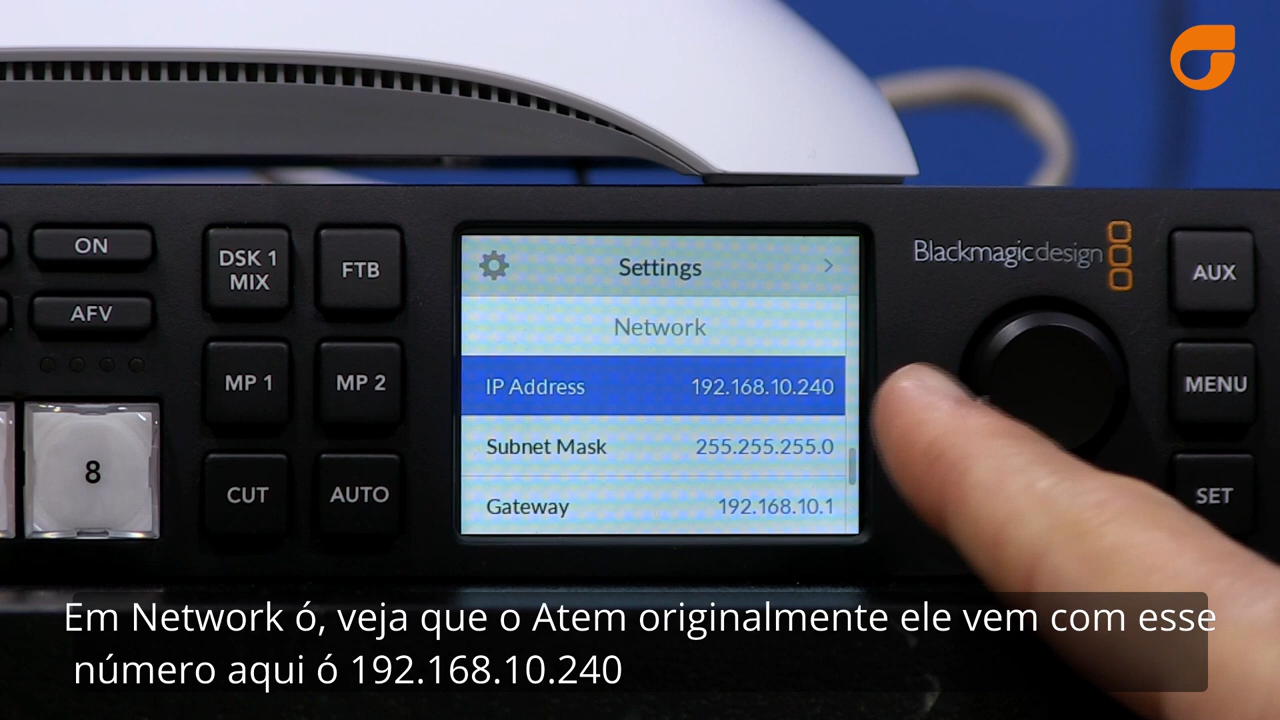 ON
AFV
8
DSK 1
MIX
FTB
MP 1
MP 2
CUT
AUTO
Settings
Network
IP Address 192.168.10.240
Subnet Mask 255.255.255.0
Gateway 192.168.10.1
Blackmagicdesign
AUX
MENU
SET
Em Network ó, veja que o Atem originalmente ele vem com esse
número aqui ó 192.168.10.240